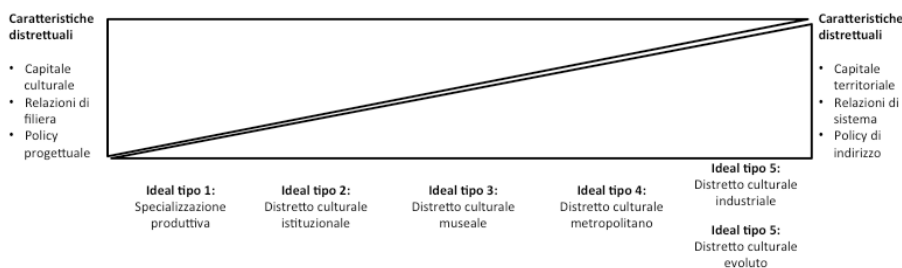 Caratteristiche
distrettuali
• Capitale
culturale
• Relazioni di
filiera
• Policy
progettuale
Caratteristiche
distrettuali
• Capitale
territoriale
• Relazioni di
sistema
• Policy di
indirizzo
Ideal tipo 1:
Specializzazione
produttiva
Ideal tipo 2:
Distretto culturale
istituzionale
Ideal tipo 3:
Distretto culturale
museale
Ideal tipo 4:
Distretto culturale
metropolitano
Ideal tipo 5:
Distretto culturale
industriale
Ideal tipo 5:
Distretto culturale
evoluto